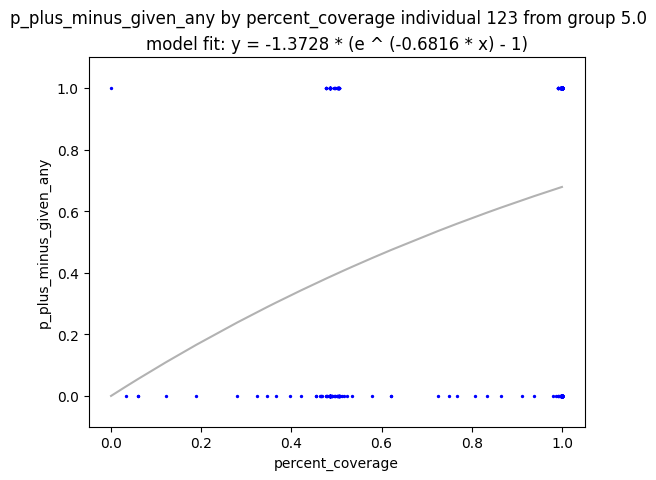 p_plus_minus_given_any by percent_coverage individual 123 from group 5.0
model fit: y = -1.3728 * (e ^ (-0.6816 * x) - 1)
1.0
0.8
0.6
0.4
0.2
0.0
p_plus_minus_given_any
0.0 0.2 0.4 0.6 0.8 1.0
percent_coverage